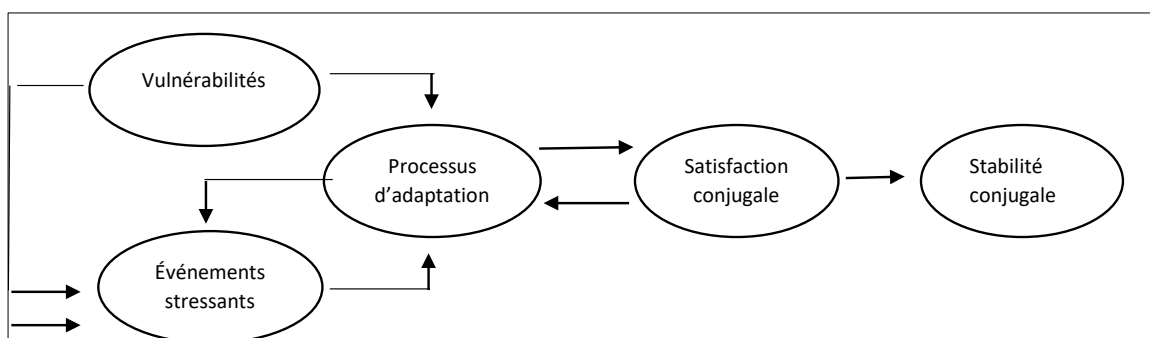 Vulnérabilités
Processus
d’adaptation
Satisfaction
conjugale
Stabilité
conjugale
Événements
stressants